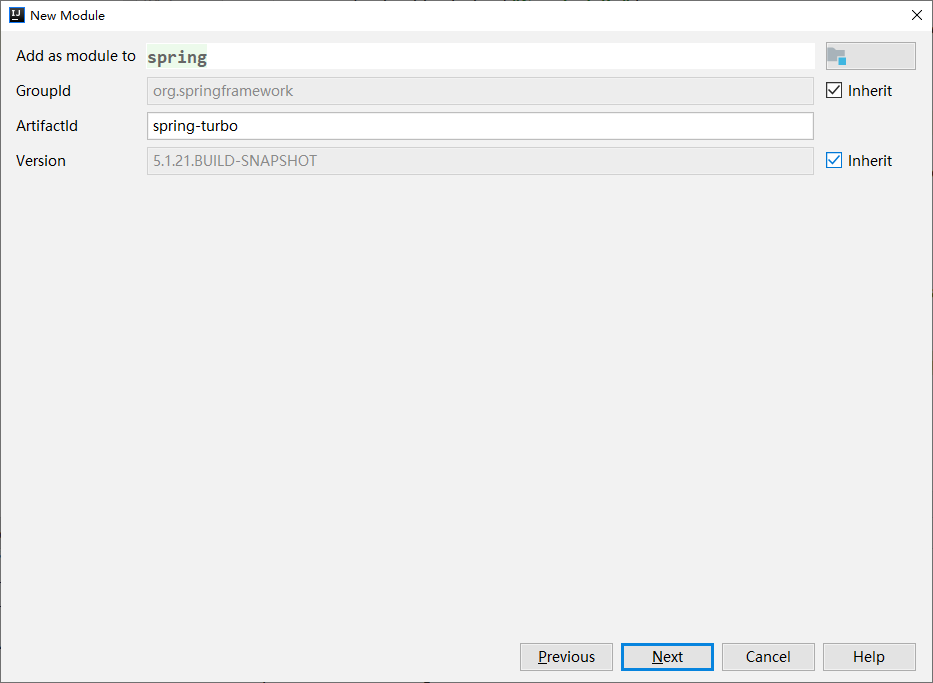 New Module
Add as module to spring
GroupId org.springframework Inherit
ArtifactId spring-turbo
Version 5.1.21.BUILD-SNAPSHOT Inherit
Previous Next Cancel Help